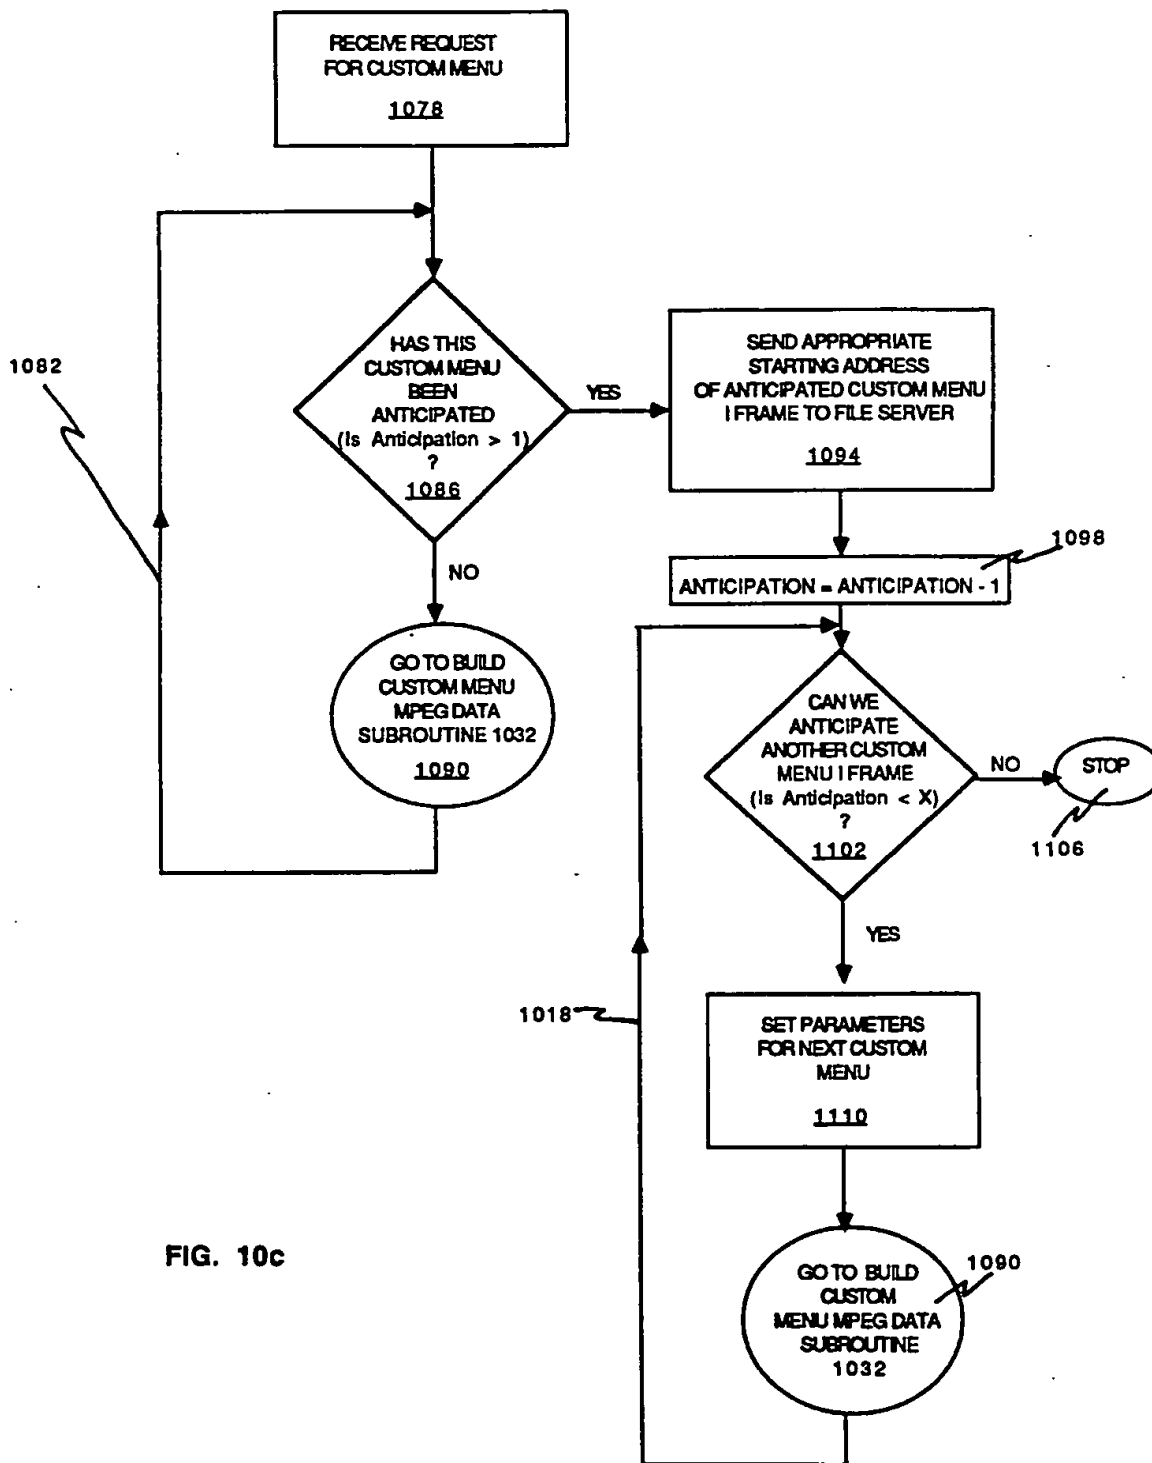 RECEIVE REQUEST
FOR CUSTOM MENU
1078
1082
HAS THIS
CUSTOM MENU
BEEN
ANTICIPATED
(Is Anticipation > 1)
?
1086
YES
NO
SEND APPROPRIATE
STARTING ADDRESS
OF ANTICIPATED CUSTOM MENU
I FRAME TO FILE SERVER
1094
1098
ANTICIPATION = ANTICIPATION - 1
GO TO BUILD
CUSTOM MENU
MPEG DATA
SUBROUTINE 1032
1090
CAN WE
ANTICIPATE
ANOTHER CUSTOM
MENU I FRAME
(Is Anticipation < X)
?
1102
NO
STOP
1106
YES
1018
SET PARAMETERS
FOR NEXT CUSTOM
MENU
1110
GO TO BUILD
CUSTOM
MENU MPEG DATA
SUBROUTINE
1032
1090
FIG. 10c